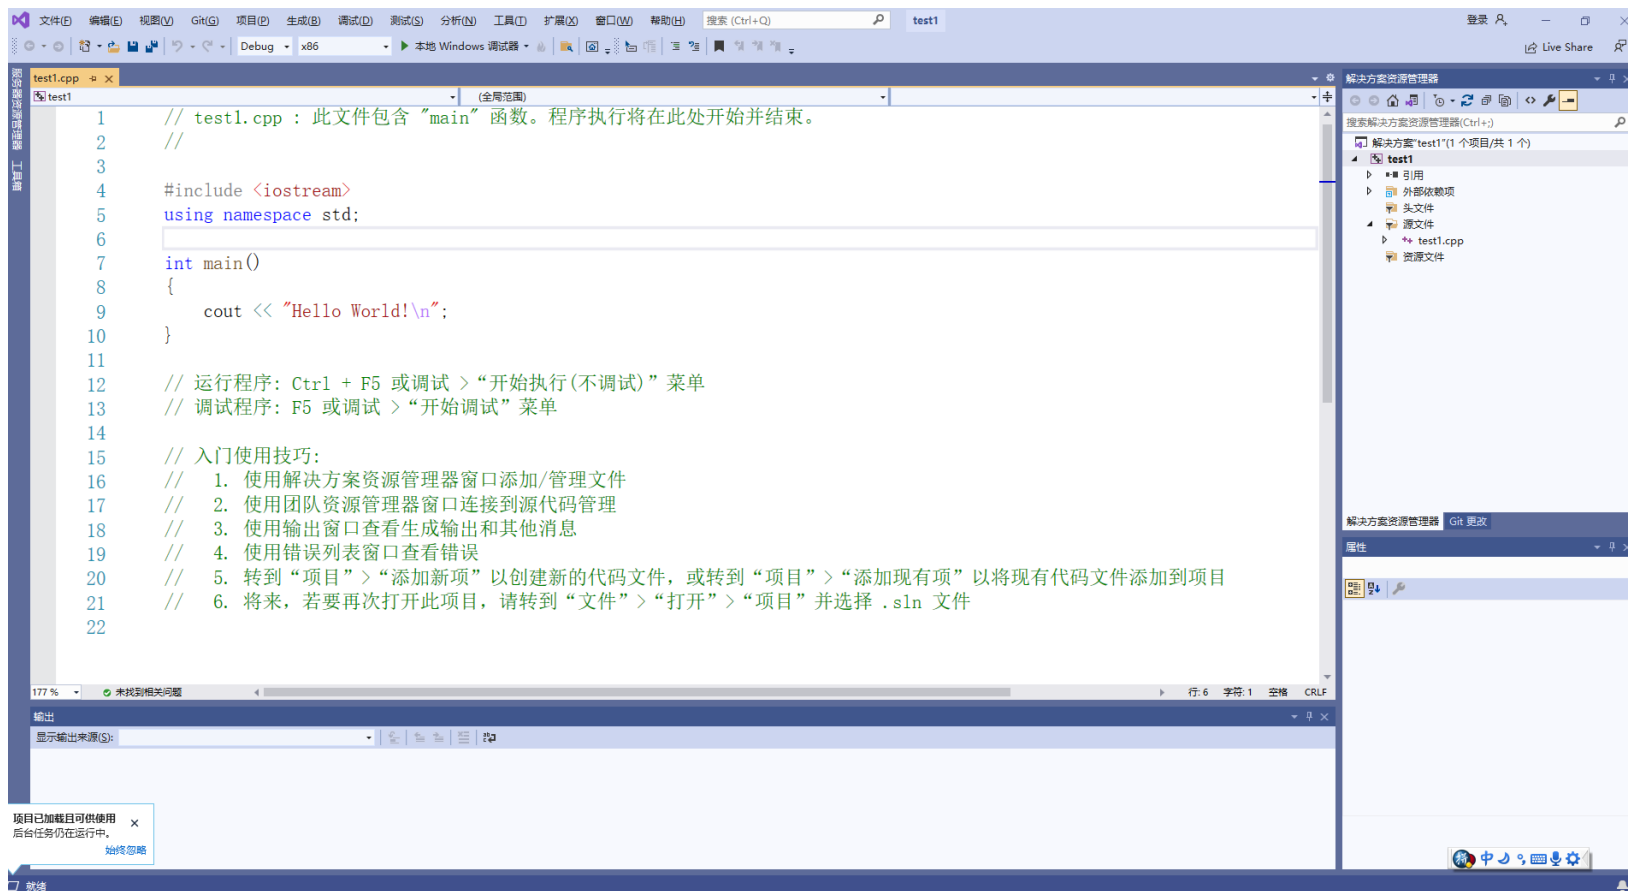 文件(F) 编辑(E) 视图(V) Git(G) 项目(P) 生成(B) 调试(D) 测试(S) 分析(N) 工具(T) 扩展(X) 窗口(W) 帮助(H) 搜索 (Ctrl+Q) test1 登录
Debug x86 本地 Windows 调试器 Live Share
服务器资源管理器
工具箱
test1.cpp
test1 (全局范围)
1 // test1.cpp : 此文件包含 "main" 函数。程序执行将在此处开始并结束。
2 //
3
4 #include <iostream>
5 using namespace std;
6
7 int main()
8 {
9 cout << "Hello World!\n";
10 }
11
12 // 运行程序: Ctrl + F5 或调试 >“开始执行(不调试)”菜单
13 // 调试程序: F5 或调试 >“开始调试”菜单
14
15 // 入门使用技巧:
16 // 1. 使用解决方案资源管理器窗口添加/管理文件
17 // 2. 使用团队资源管理器窗口连接到源代码管理
18 // 3. 使用输出窗口查看生成输出和其他消息
19 // 4. 使用错误列表窗口查看错误
20 // 5. 转到“项目”>“添加新项”以创建新的代码文件，或转到“项目”>“添加现有项”以将现有代码文件添加到项目
21 // 6. 将来，若要再次打开此项目，请转到“文件”>“打开”>“项目”并选择 .sln 文件
22
177 % 未找到相关问题 行: 6 字符: 1 空格 CRLF
输出
显示输出来源(S):
项目已加载且可供使用
后台任务仍在运行中。
始终忽略
就绪
解决方案资源管理器
搜索解决方案资源管理器(Ctrl+;)
解决方案"test1"(1 个项目/共 1 个)
test1
引用
外部依赖项
头文件
源文件
test1.cpp
资源文件
解决方案资源管理器 Git 更改
属性
拼 中